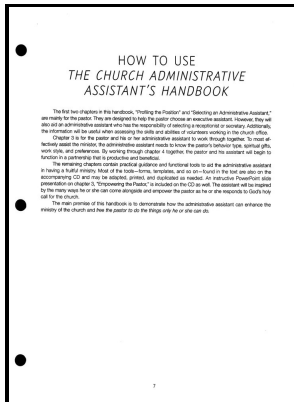 HOW TO USE
THE CHURCH ADMINISTRATIVE
ASSISTANT'S HANDBOOK
The first two chapters in this handbook, "Profiling the Position" and "Selecting an Administrative Assistant,"
are mainly for the pastor. They are designed to help the pastor choose an executive assistant. However, they will
also aid an administrative assistant who has the responsibility of selecting a receptionist or secretary. Additionally,
the information will be useful when assessing the skills and abilities of volunteers working in the church office.
Chapter 3 is for the pastor and his or her administrative assistant to work through together. To most ef-
fectively assist the minister, the administrative assistant needs to know the pastor's behavior type, spiritual gifts,
work style, and preferences. By working through chapter 4 together, the pastor and his assistant will begin to
function in a partnership that is productive and beneficial.
The remaining chapters contain practical guidance and functional tools to aid the administrative assistant
in having a fruitful ministry. Most of the tools—forms, templates, and so on—found in the text are also on the
accompanying CD and may be adapted, printed, and duplicated as needed. An instructive PowerPoint slide
presentation on chapter 3, "Empowering the Pastor," is included on the CD as well. The assistant will be inspired
by the many ways he or she can come alongside and empower the pastor as he or she responds to God's holy
call for the church.
The main premise of this handbook is to demonstrate how the administrative assistant can enhance the
ministry of the church and free the pastor to do the things only he or she can do.
7